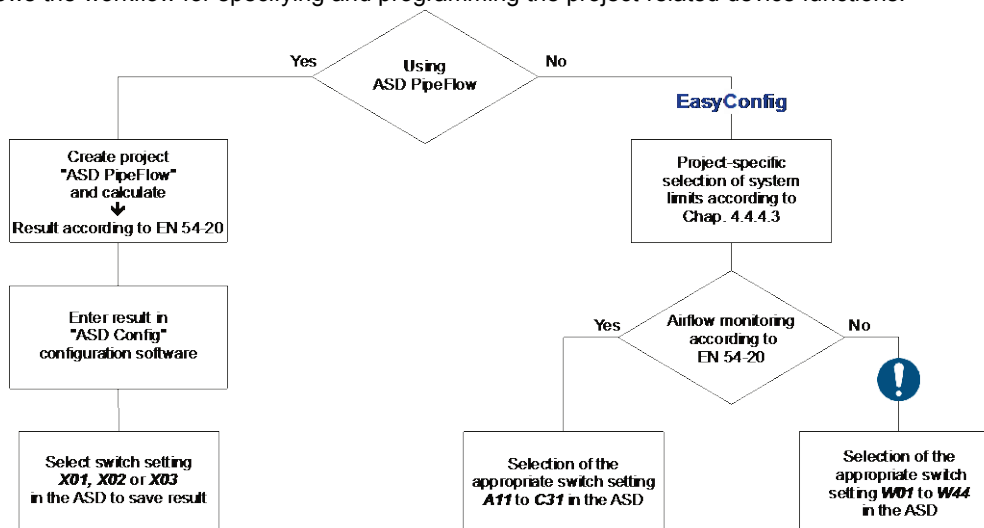 ows the workflow for specifying and programming the project-related device functions.
Using
ASD PipeFlow
Yes
No
EasyConfig
Create project
"ASD PipeFlow"
and calculate
Result according to EN 54-20
Enter result in
"ASD Config"
configuration software
Select switch setting
X01, X02 or X03
in the ASD to save result
Project-specific
selection of system
limits according to
Chap. 4.4.4.3
Airflow monitoring
according to
EN 54-20
Yes
No
Selection of the
appropriate switch setting
A11 to C31 in the ASD
Selection of the
appropriate switch
setting W01 to W44
in the ASD